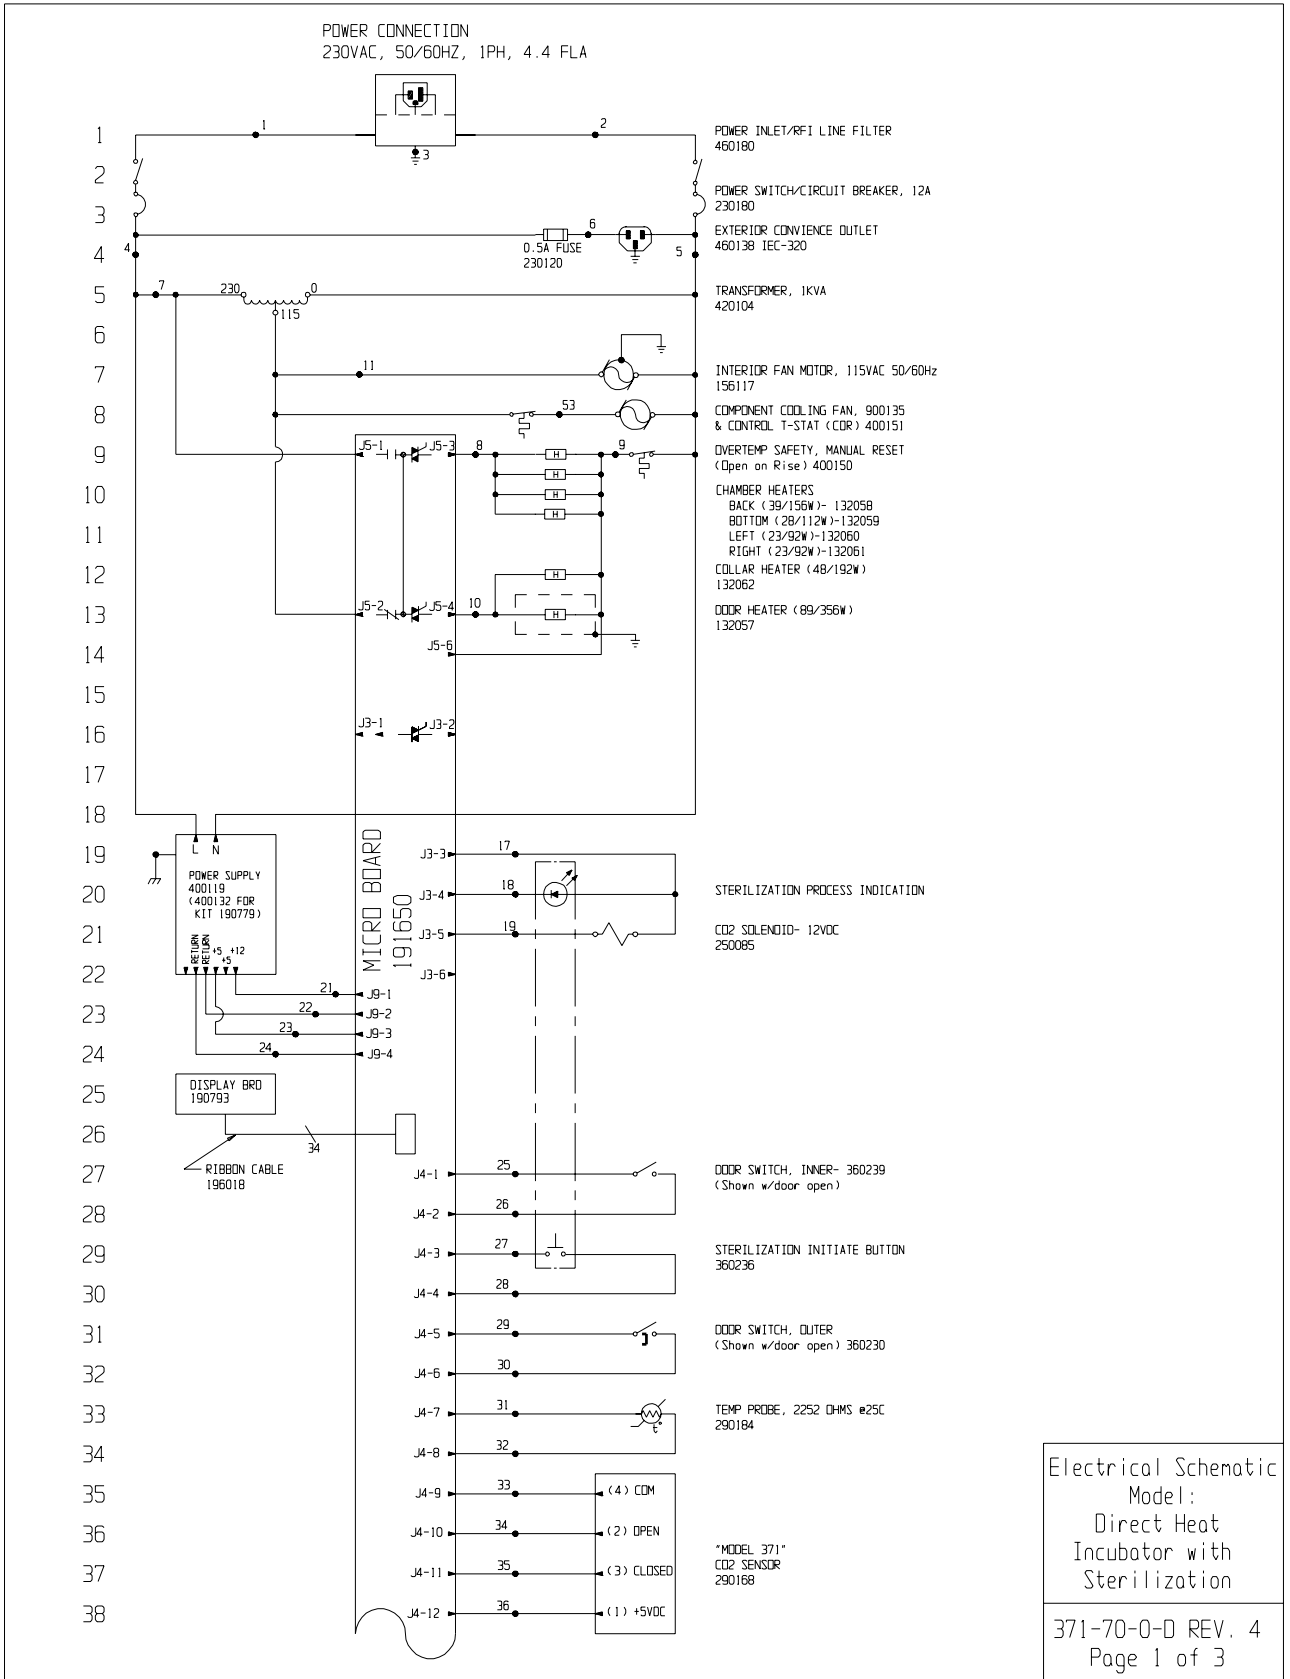 POWER CONNECTION
230VAC, 50/60HZ, 1PH, 4.4 FLA
1
1
2
3
POWER INLET/RFI LINE FILTER
460180
2
POWER SWITCH/CIRCUIT BREAKER, 12A
230180
3
6
0.5A FUSE
230120
EXTERIOR CONVIENCE OUTLET
460138 IEC-320
4
4
5
5
7
230
0
115
TRANSFORMER, 1KVA
420104
6
7
11
INTERIOR FAN MOTOR, 115VAC 50/60Hz
156117
8
53
COMPONENT COOLING FAN, 900135
& CONTROL T-STAT (COR) 400151
9
J5-1
J5-3
8
H
9
OVERTEMP SAFETY, MANUAL RESET
(Open on Rise) 400150
H
10
H
CHAMBER HEATERS
BACK (39/156W)- 132058
H
BOTTOM (28/112W)-132059
11
LEFT (23/92W)-132060
RIGHT (23/92W)-132061
12
H
COLLAR HEATER (48/192W)
132062
13
J5-2
J5-4
10
H
DOOR HEATER (89/356W)
132057
14
J5-6
15
16
J3-1
J3-2
17
18
19
L N
POWER SUPPLY
400119
(400132 FOR
KIT 190779)
RETURN
RETURN
+5
+5
+12
MICRO BOARD
191650
J3-3
17
20
J3-4
18
STERILIZATION PROCESS INDICATION
21
J3-5
19
CO2 SOLENOID- 12VDC
250085
22
J3-6
21
J9-1
23
22
J9-2
23
J9-3
24
24
J9-4
25
DISPLAY BRD
190793
26
34
RIBBON CABLE
196018
27
J4-1
25
DOOR SWITCH, INNER- 360239
(Shown w/door open)
28
J4-2
26
29
J4-3
27
STERILIZATION INITIATE BUTTON
360236
30
J4-4
28
31
J4-5
29
DOOR SWITCH, OUTER
(Shown w/door open) 360230
32
J4-6
30
33
J4-7
31
t°
TEMP PROBE, 2252 OHMS @25C
290184
34
J4-8
32
35
J4-9
33
(4) COM
36
J4-10
34
(2) OPEN
37
J4-11
35
(3) CLOSED
"MODEL 371"
CO2 SENSOR
290168
38
J4-12
36
(1) +5VDC
Electrical Schematic
Model:
Direct Heat
Incubator with
Sterilization
371-70-0-D REV. 4
Page 1 of 3